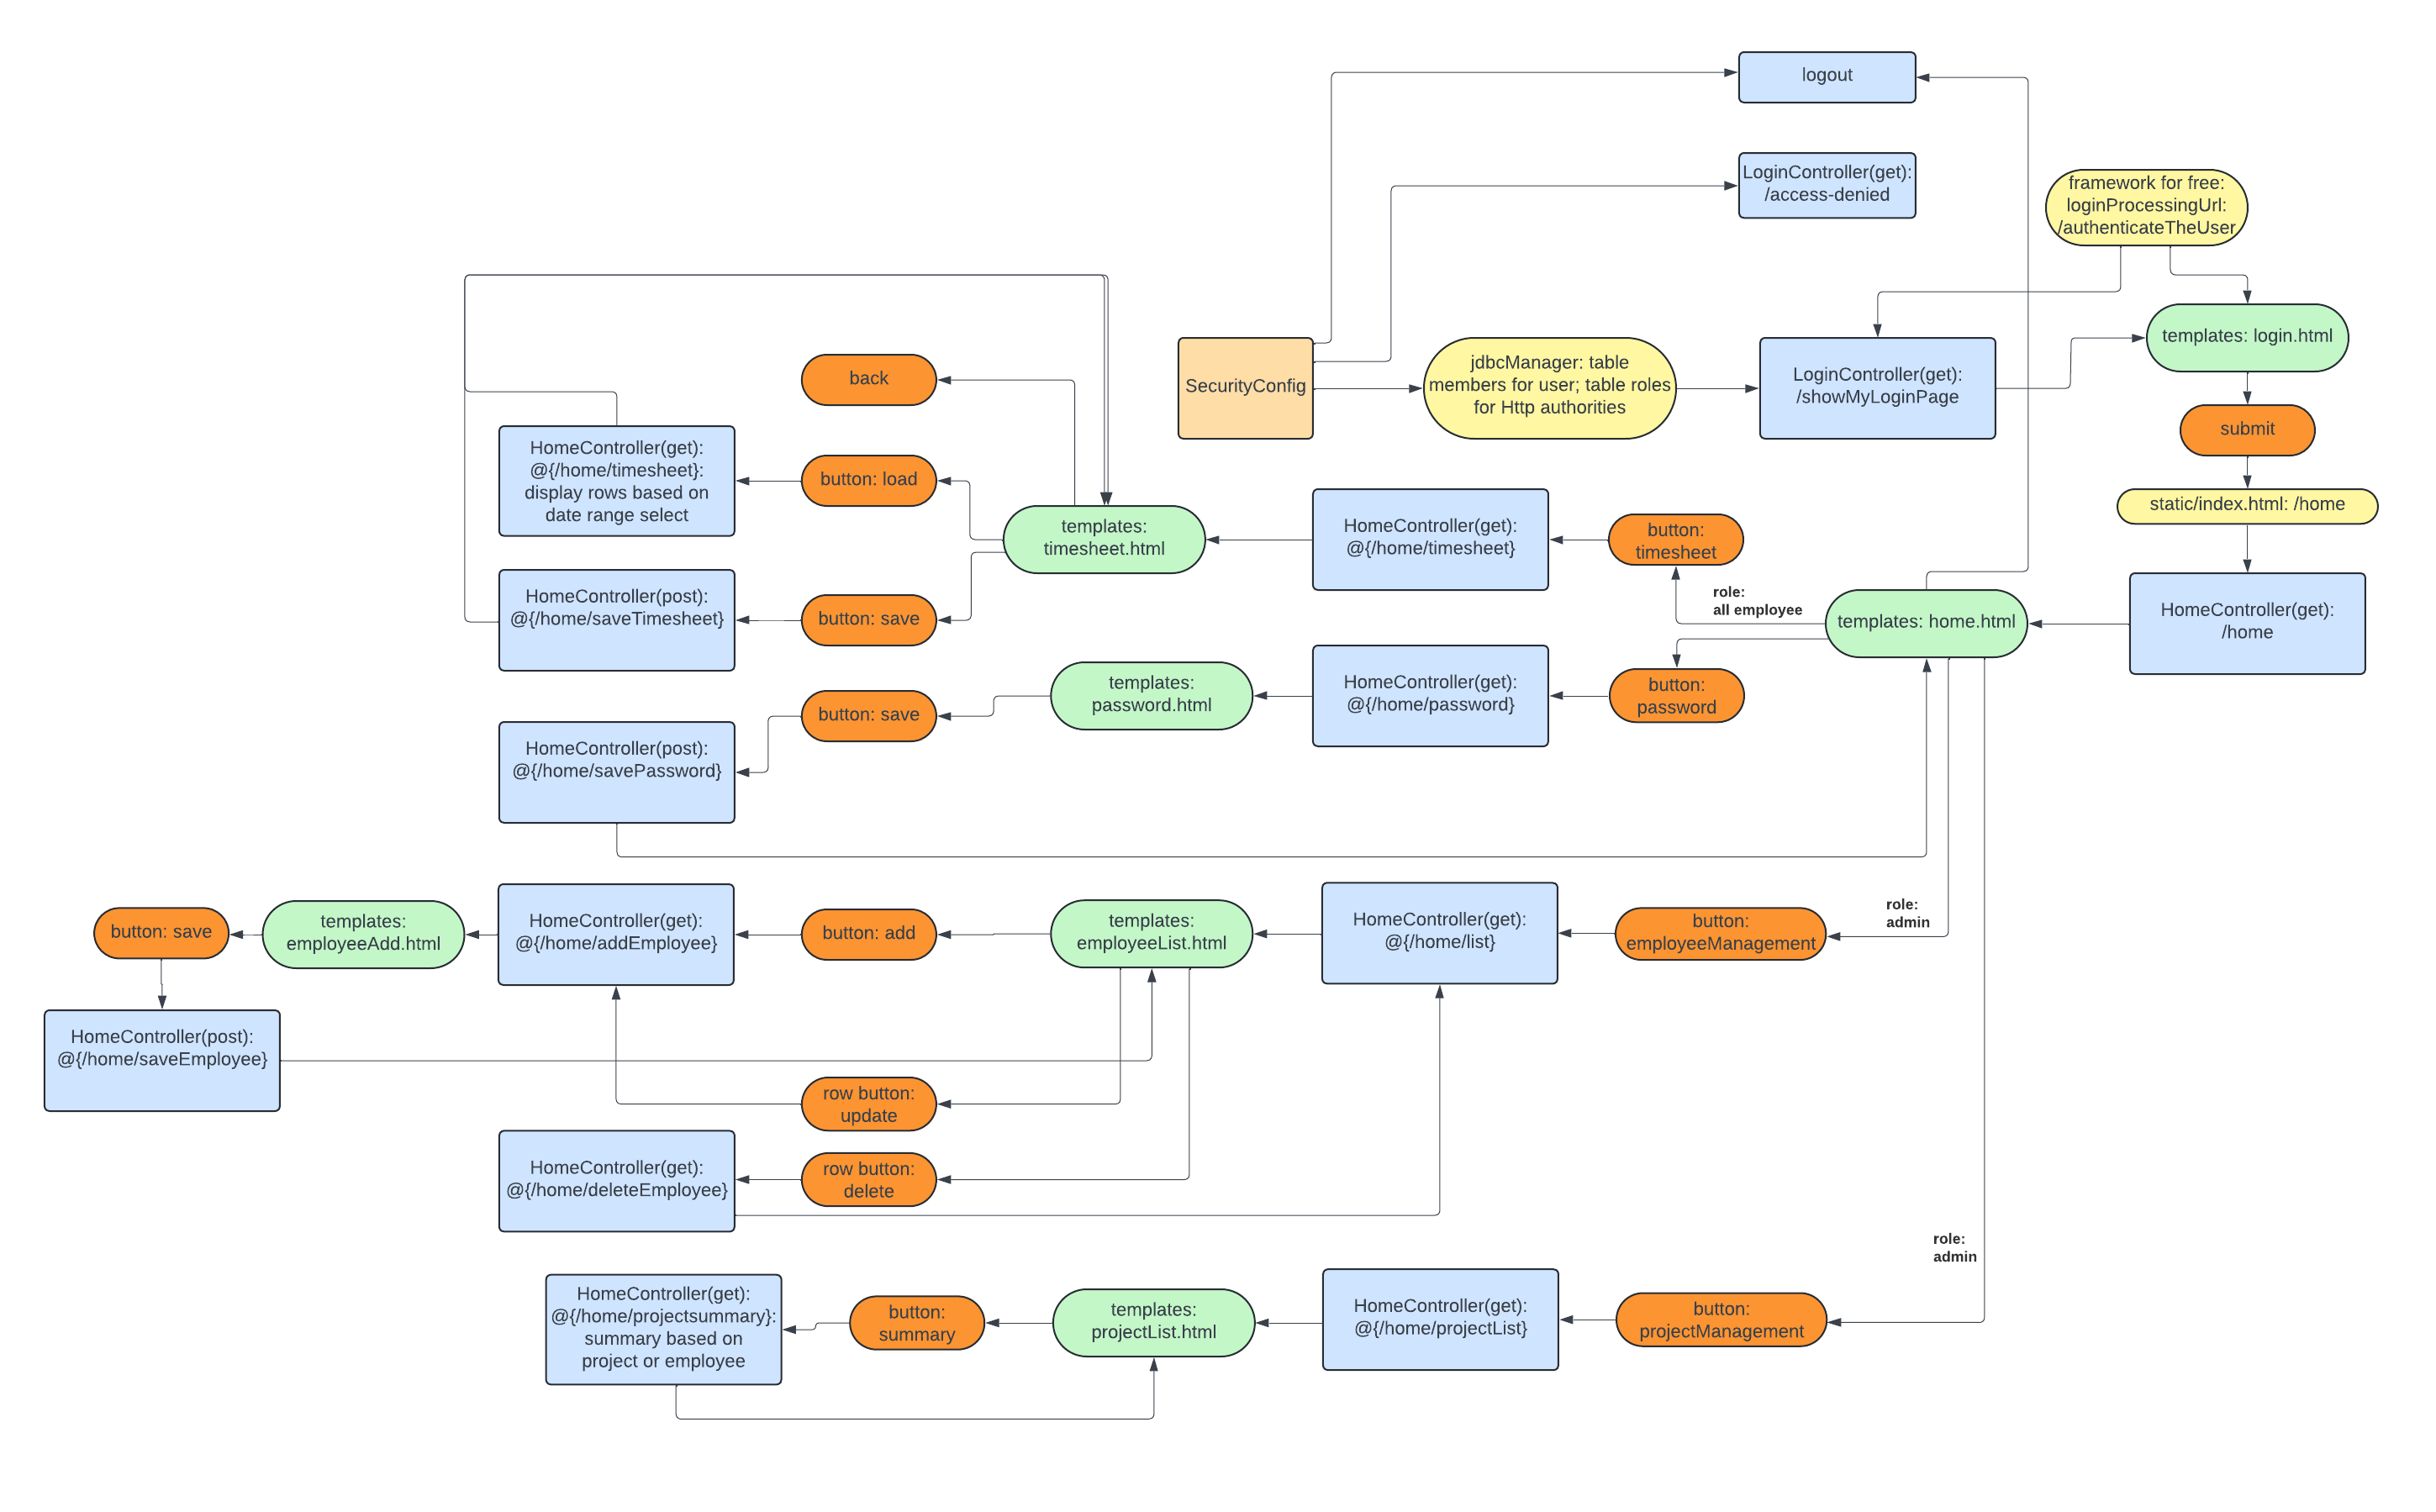 logout
LoginController(get):
/access-denied
framework for free:
loginProcessingUrl:
/authenticateTheUser
templates: login.html
SecurityConfig
jdbcManager: table
members for user; table roles
for Http authorities
LoginController(get):
/showMyLoginPage
submit
static/index.html: /home
HomeController(get):
/home
back
HomeController(get):
@{/home/timesheet}:
display rows based on
date range select
button: load
templates:
timesheet.html
HomeController(get):
@{/home/timesheet}
button:
timesheet
role:
all employee
templates: home.html
HomeController(post):
@{/home/saveTimesheet}
button: save
HomeController(post):
@{/home/savePassword}
button: save
templates:
password.html
HomeController(get):
@{/home/password}
button:
password
button: save
templates:
employeeAdd.html
HomeController(get):
@{/home/addEmployee}
button: add
templates:
employeeList.html
HomeController(get):
@{/home/list}
button:
employeeManagement
role:
admin
HomeController(post):
@{/home/saveEmployee}
row button:
update
HomeController(get):
@{/home/deleteEmployee}
row button:
delete
role:
admin
HomeController(get):
@{/home/projectsummary}:
summary based on
project or employee
button:
summary
templates:
projectList.html
HomeController(get):
@{/home/projectList}
button:
projectManagement